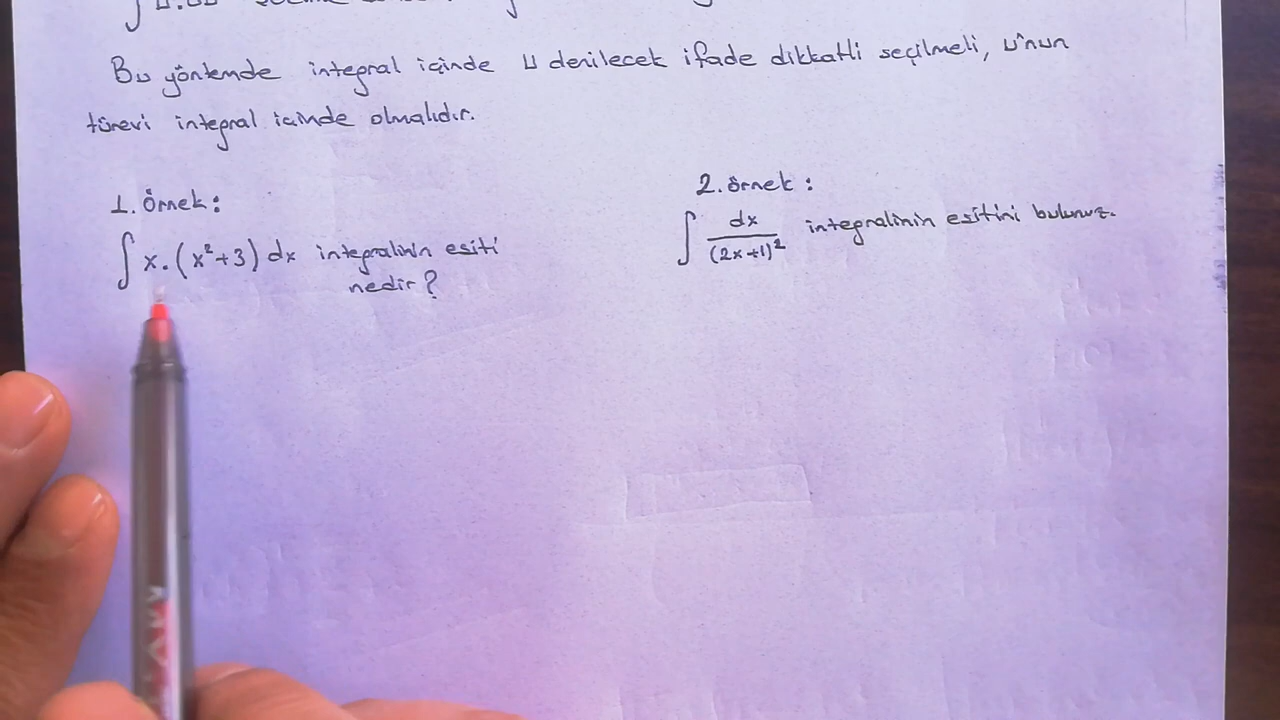 Bu yöntemde integral içinde u denilecek ifade dikkatli seçilmeli, u'nun
türevi integral içinde olmalıdır.
1. Örnek:
∫ x.(x²+3) dx integralinin eşiti
nedir?
2. örnek:
∫ dx/(2x+1)² integralinin eşitini bulunuz.